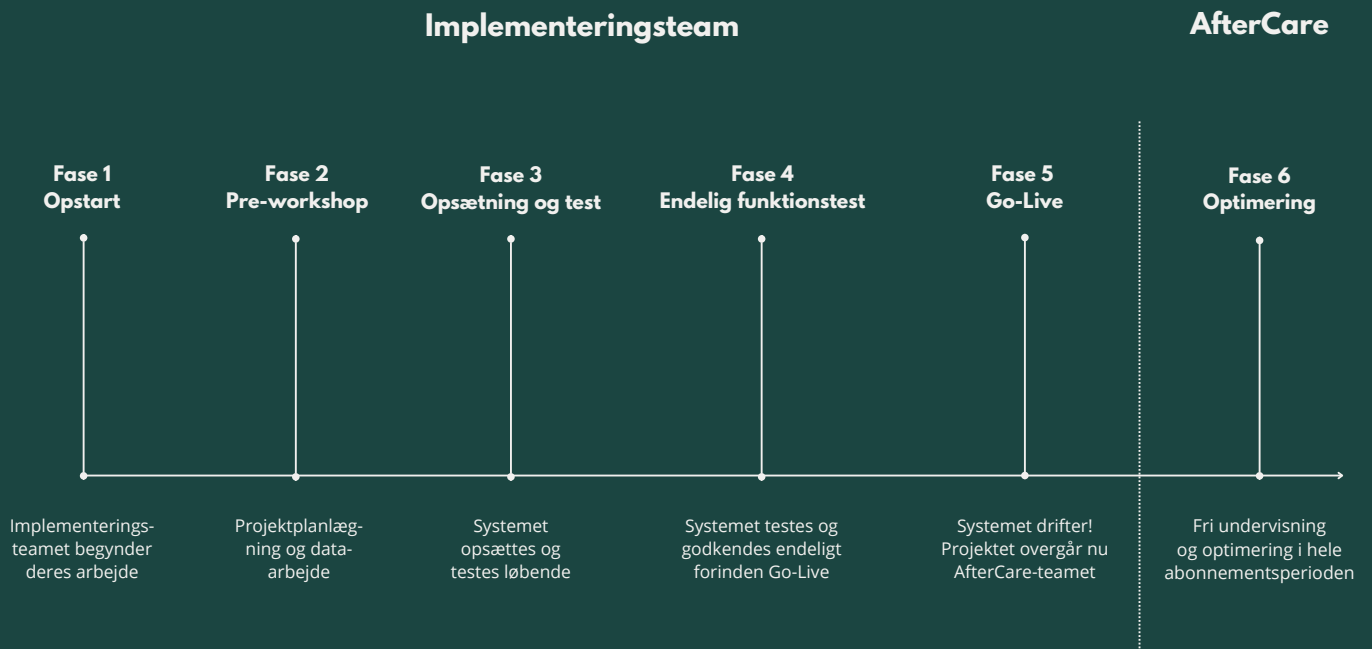 Implementeringsteam
AfterCare
Fase 1
Opstart
Fase 2
Pre-workshop
Fase 3
Opsætning og test
Fase 4
Endelig funktionstest
Fase 5
Go-Live
Fase 6
Optimering
Implementerings-
teamet begynder
deres arbejde
Projektplanlæg-
ning og data-
arbejde
Systemet
opsættes og
testes løbende
Systemet testes og
godkendes endeligt
forinden Go-Live
Systemet drifter!
Projektet overgår nu
AfterCare-teamet
Fri undervisning
og optimering i hele
abonnementsperioden